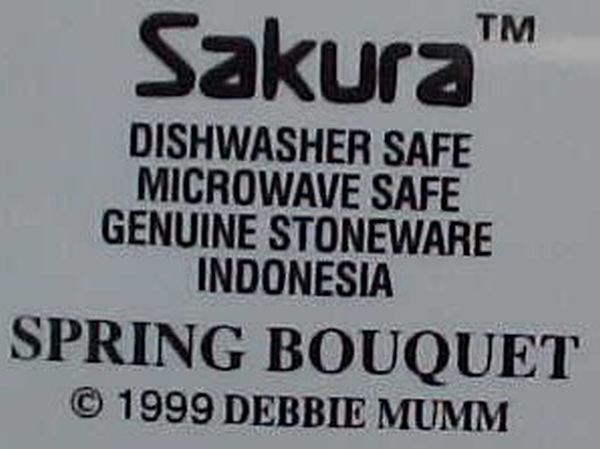 Sakura™
DISHWASHER SAFE
MICROWAVE SAFE
GENUINE STONEWARE
INDONESIA
SPRING BOUQUET
© 1999 DEBBIE MUMM